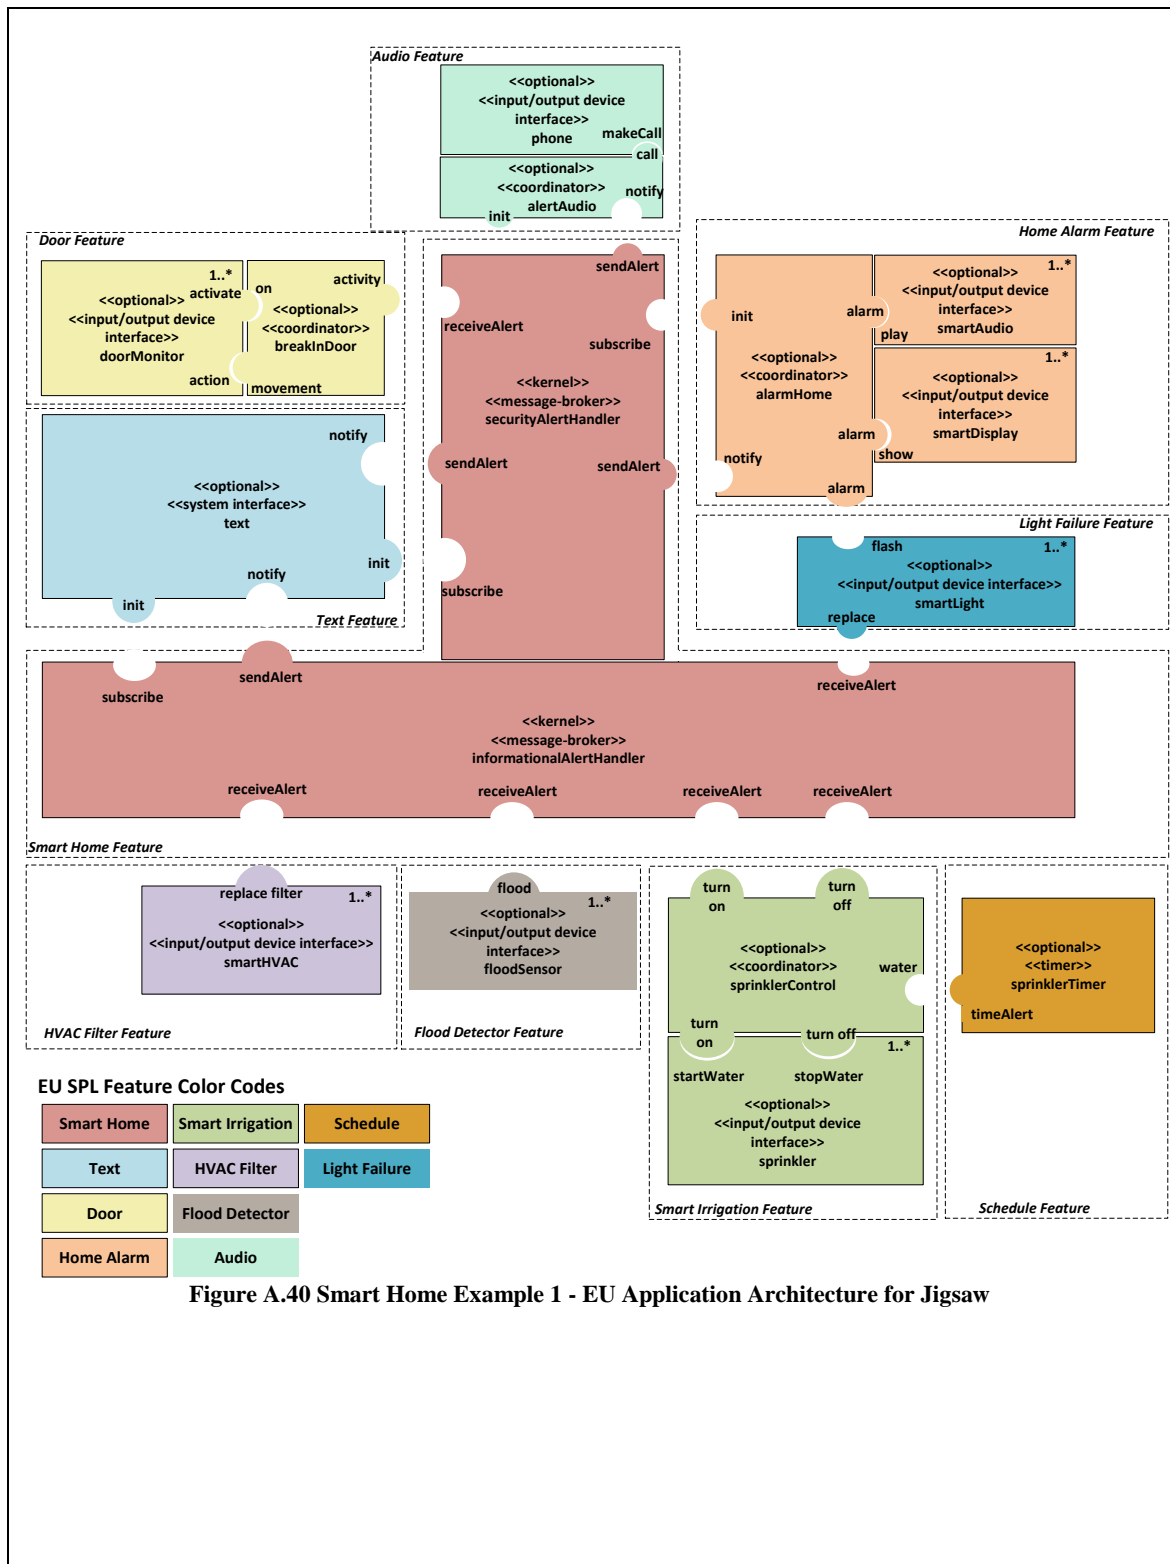 Audio Feature
<<optional>>
<<input/output device
interface>>
phone
makeCall
call
<<optional>>
<<coordinator>>
alertAudio
notify
init
Door Feature
1..*
<<optional>>
activate
<<input/output device
interface>>
doorMonitor
action
on
activity
<<optional>>
<<coordinator>>
breakInDoor
movement
sendAlert
receiveAlert
subscribe
<<kernel>>
<<message-broker>>
securityAlertHandler
sendAlert
sendAlert
subscribe
Home Alarm Feature
init
alarm
<<optional>>
<<coordinator>>
alarmHome
alarm
notify
alarm
1..*
<<optional>>
<<input/output device
interface>>
smartAudio
play
1..*
<<optional>>
<<input/output device
interface>>
smartDisplay
show
notify
<<optional>>
<<system interface>>
text
init
notify
init
Text Feature
Light Failure Feature
flash
1..*
<<optional>>
<<input/output device interface>>
smartLight
replace
subscribe
sendAlert
receiveAlert
<<kernel>>
<<message-broker>>
informationalAlertHandler
receiveAlert
receiveAlert
receiveAlert
receiveAlert
Smart Home Feature
replace filter
1..*
<<optional>>
<<input/output device interface>>
smartHVAC
HVAC Filter Feature
flood
1..*
<<optional>>
<<input/output device
interface>>
floodSensor
Flood Detector Feature
turn
on
turn
off
<<optional>>
<<coordinator>>
sprinklerControl
water
turn
on
turn off
1..*
startWater
stopWater
<<optional>>
<<input/output device
interface>>
sprinkler
Smart Irrigation Feature
<<optional>>
<<timer>>
sprinklerTimer
timeAlert
Schedule Feature
EU SPL Feature Color Codes
Smart Home
Smart Irrigation
Schedule
Text
HVAC Filter
Light Failure
Door
Flood Detector
Home Alarm
Audio
Figure A.40 Smart Home Example 1 - EU Application Architecture for Jigsaw